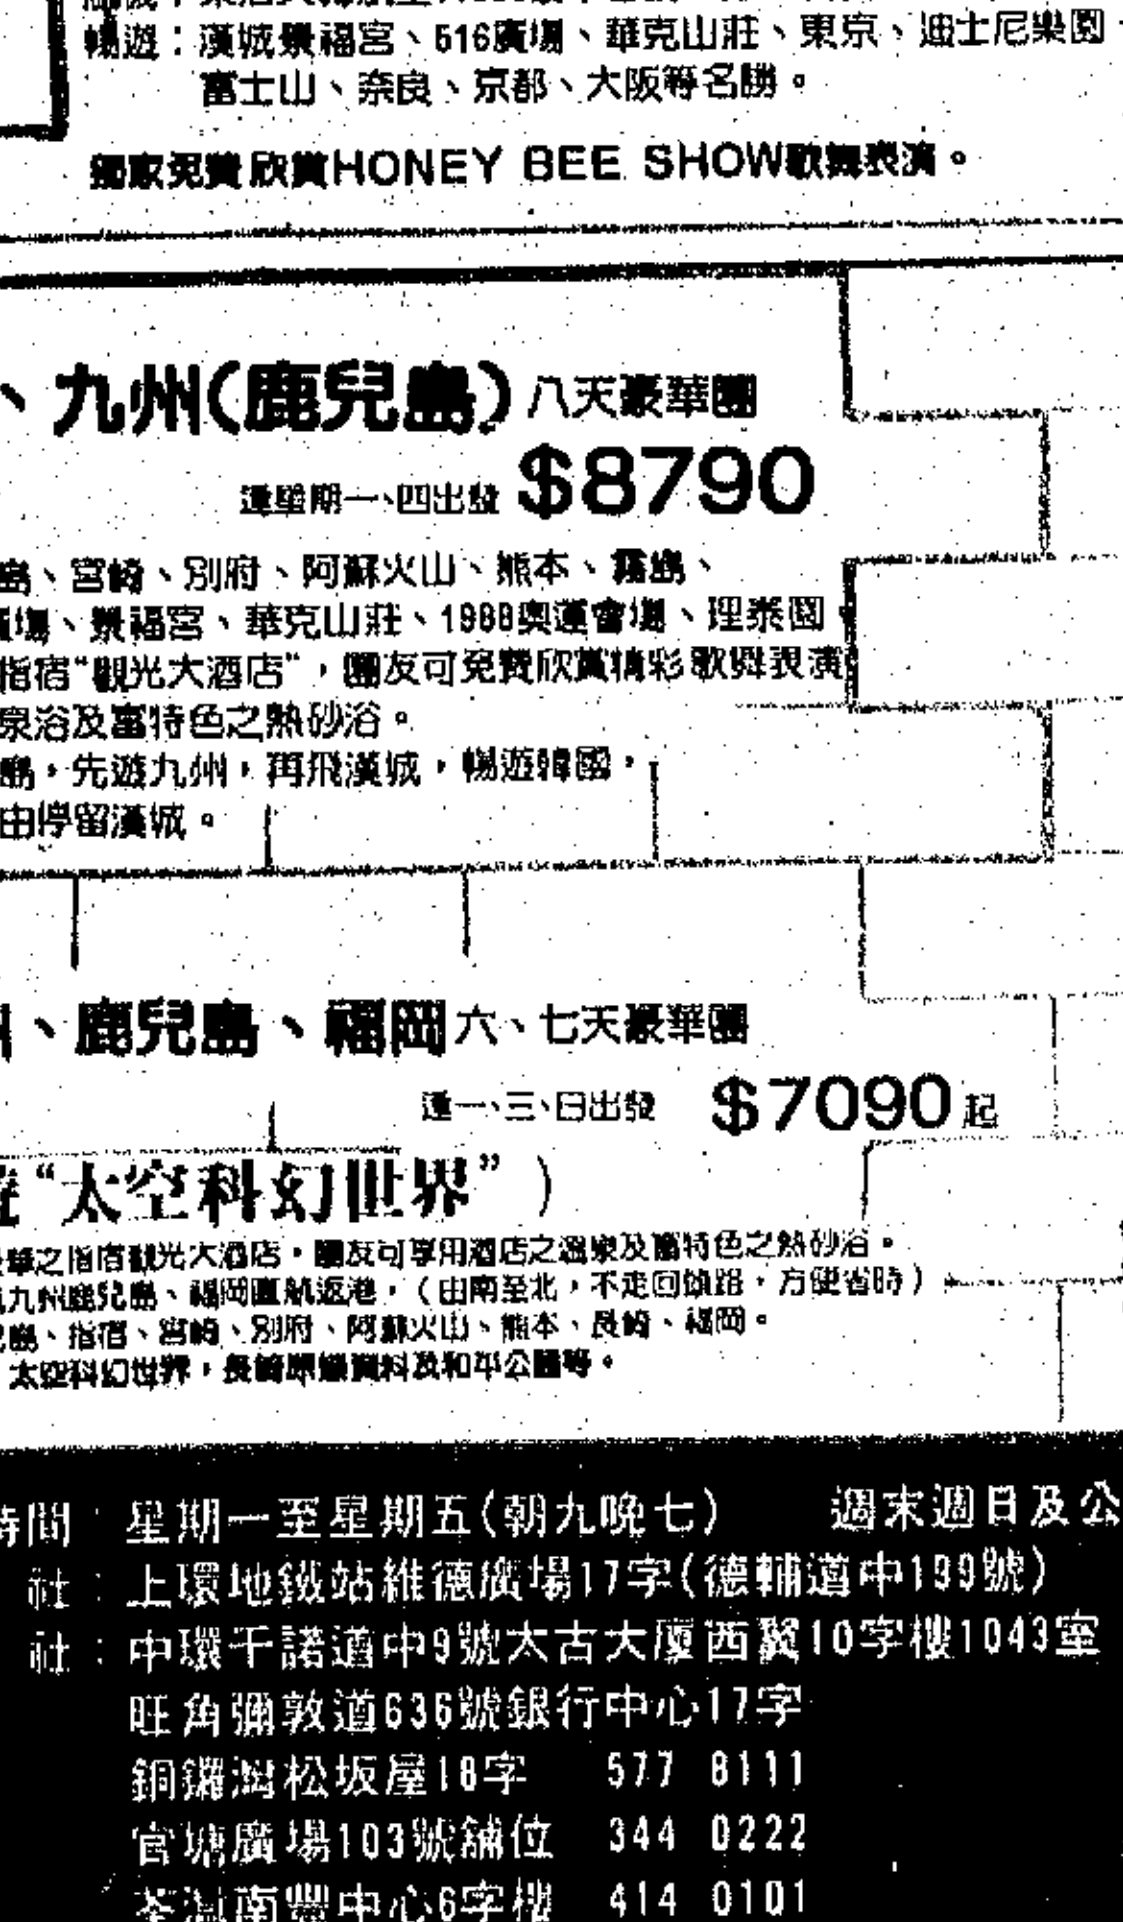 暢遊：漢城景福宮、516廣場、華克山莊、東京、迪士尼樂園、
富士山、奈良、京都、大阪等名勝。
獨家免費欣賞HONEY BEE SHOW歌舞表演。
、九州(鹿兒島)八天豪華團
逢星期一、四出發 $8790
島、宮崎、別府、阿蘇火山、熊本、霧島、
廣場、景福宮、華克山莊、1988奧運會場、理泰園
指宿“觀光大酒店”，團友可免費欣賞精彩歌舞表演
泉浴及富特色之熱砂浴。
島，先遊九州，再飛漢城，暢遊韓國，
由停留漢城。
、鹿兒島、福岡六、七天豪華團
逢一、三、日出發 $7090起
遊“太空科幻世界”)
華之指宿觀光大酒店，團友可享用酒店之溫泉及富特色之熱砂浴。
九州鹿兒島、福岡直航返港，(由南至北，不走回頭路，方便省時)
島、指宿、宮崎、別府、阿蘇火山、熊本、長崎、福岡。
太空科幻世界，長崎原爆資料及和平公園等。
時間：星期一至星期五(朝九晚七) 週末週日及公
社：上環地鐵站維德廣場17字(德輔道中199號)
社：中環干諾道中9號太古大廈西翼10字樓1043室
旺角彌敦道636號銀行中心17字
銅鑼灣松坂屋18字 577 8111
官塘廣場103號舖位 344 0222
荃灣南豐中心6字樓 414 0101